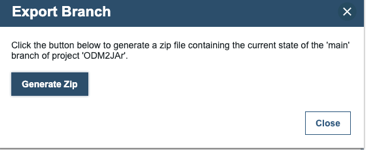 Export Branch
Click the button below to generate a zip file containing the current state of the 'main'
branch of project 'ODM2JAr'.
Generate Zip
Close